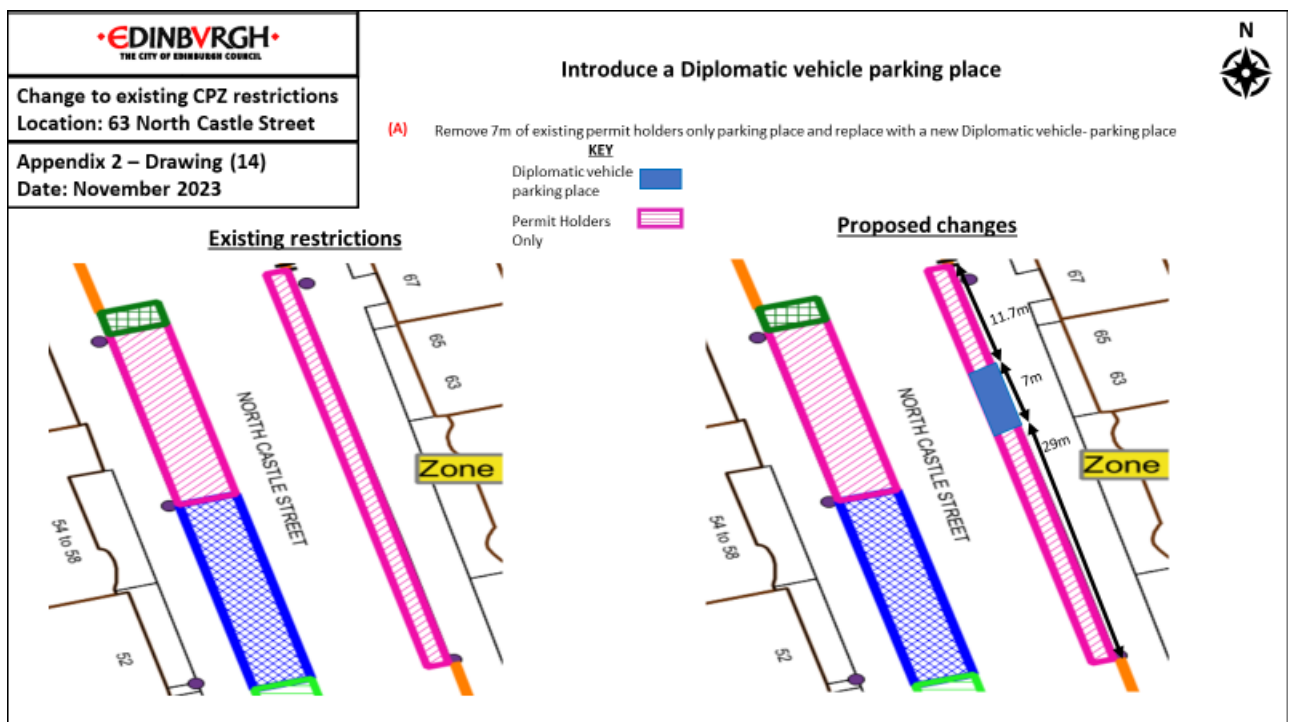 EDINBVRGH
THE CITY OF EDINBURGH COUNCIL
Change to existing CPZ restrictions
Location: 63 North Castle Street
Appendix 2 – Drawing (14)
Date: November 2023
N
Introduce a Diplomatic vehicle parking place
(A) Remove 7m of existing permit holders only parking place and replace with a new Diplomatic vehicle- parking place
KEY
Diplomatic vehicle
parking place
Permit Holders
Only
Existing restrictions
67
65
63
NORTH CASTLE STREET
Zone
54 to 58
52
Proposed changes
67
11.7m
65
63
7m
NORTH CASTLE STREET
29m
Zone
54 to 58
52